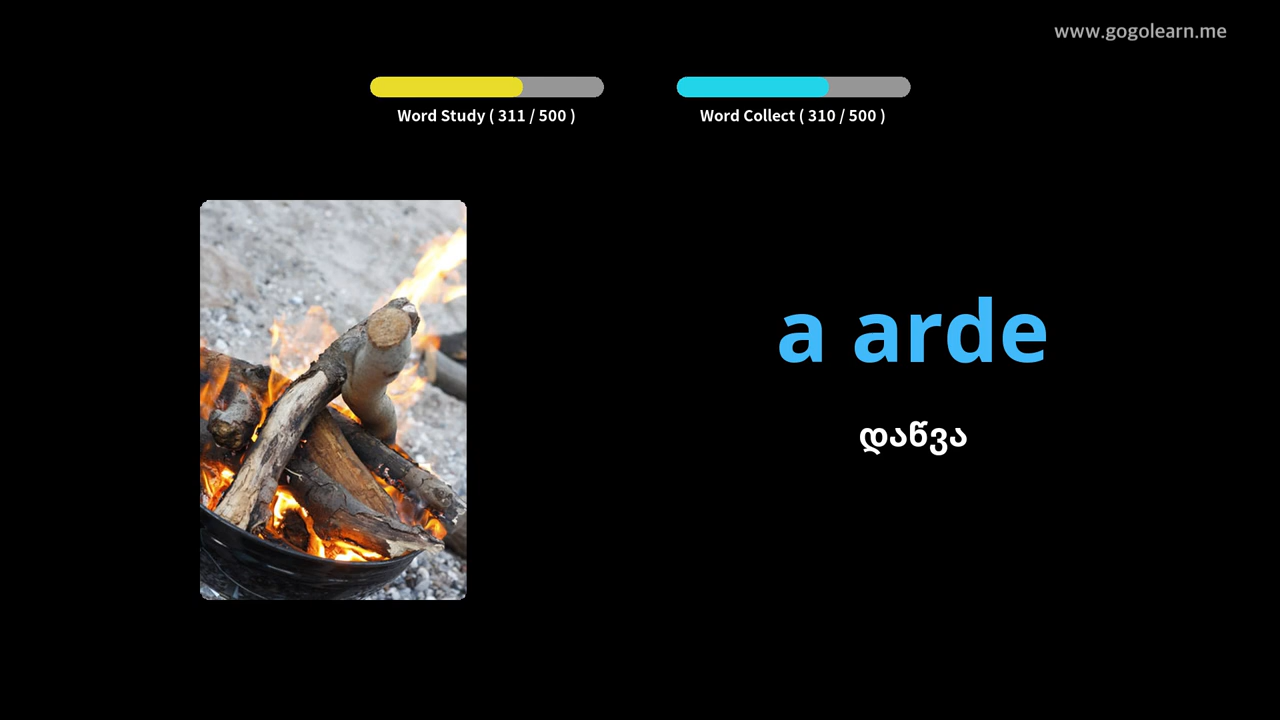 www.gogolearn.me
Word Study ( 311 / 500 )
Word Collect ( 310 / 500 )
a arde
დაწვა